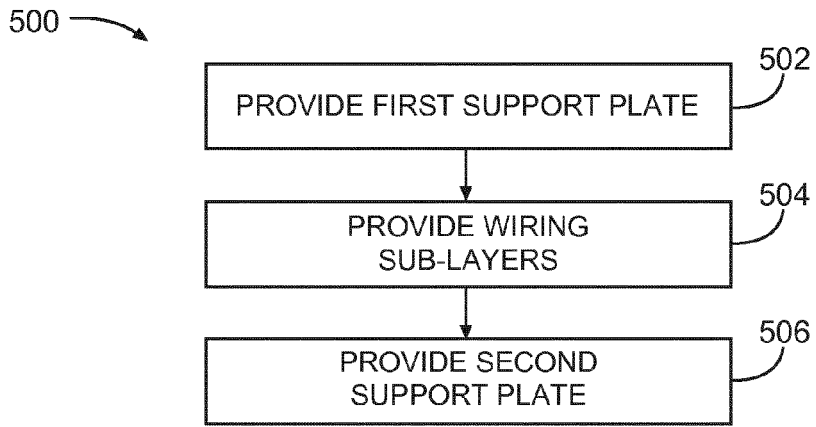 500
502
PROVIDE FIRST SUPPORT PLATE
504
PROVIDE WIRING
SUB-LAYERS
506
PROVIDE SECOND
SUPPORT PLATE